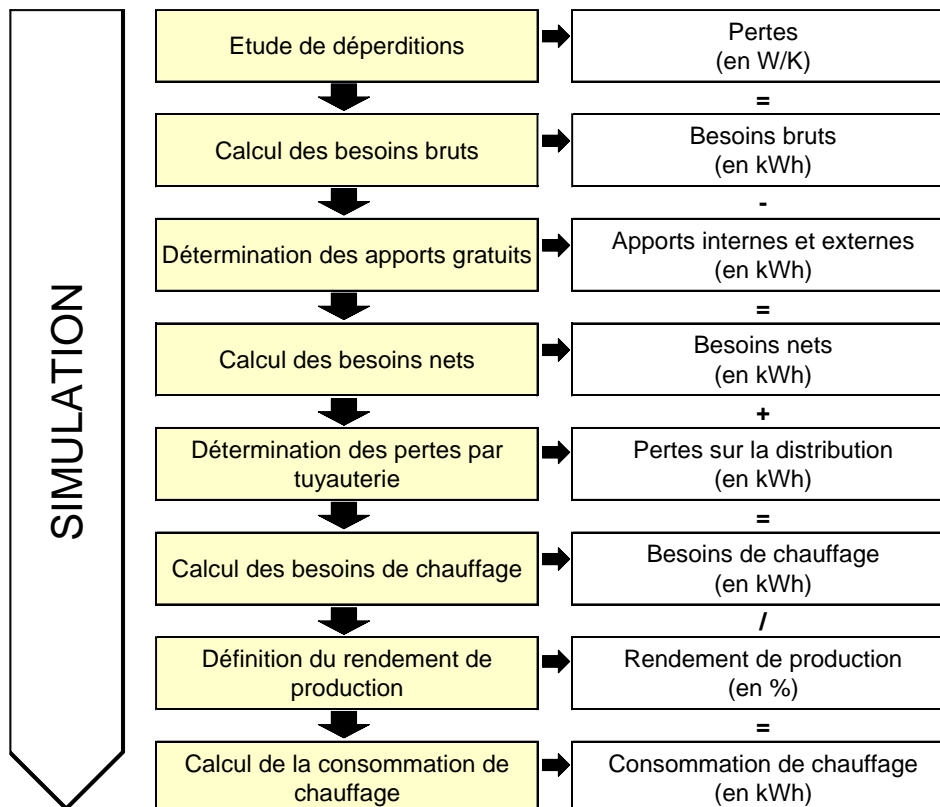 SIMULATION
Etude de déperditions
Pertes
(en W/K)
=
Calcul des besoins bruts
Besoins bruts
(en kWh)
-
Détermination des apports gratuits
Apports internes et externes
(en kWh)
=
Calcul des besoins nets
Besoins nets
(en kWh)
+
Détermination des pertes par
tuyauterie
Pertes sur la distribution
(en kWh)
=
Calcul des besoins de chauffage
Besoins de chauffage
(en kWh)
/
Définition du rendement de
production
Rendement de production
(en %)
=
Calcul de la consommation de
chauffage
Consommation de chauffage
(en kWh)